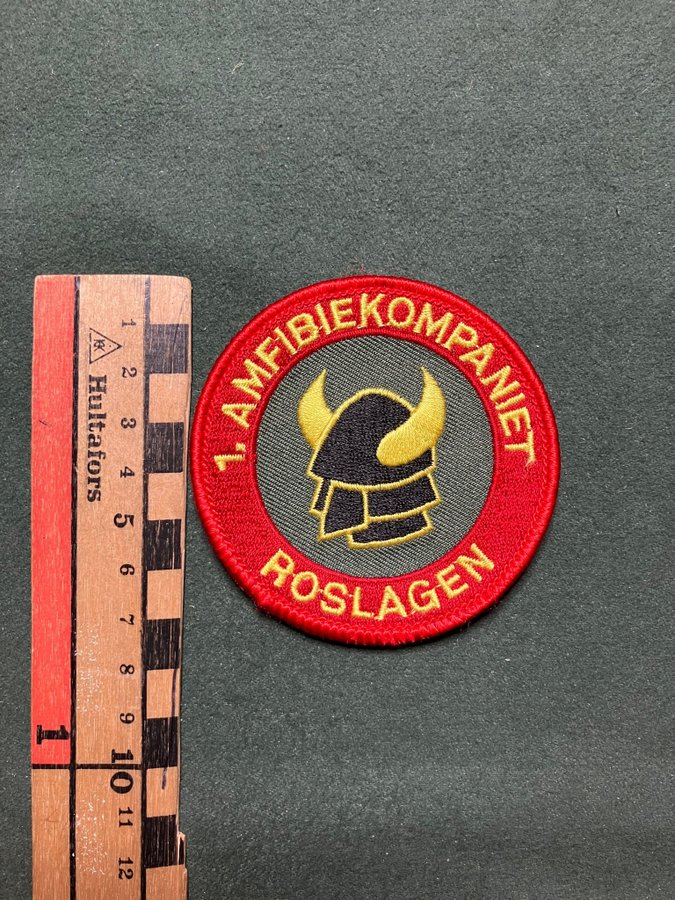 1. AMFIBIEKOMPANIET
ROSLAGEN
Hultafors
1 2 3 4 5 6 7 8 9 10 11 12
1